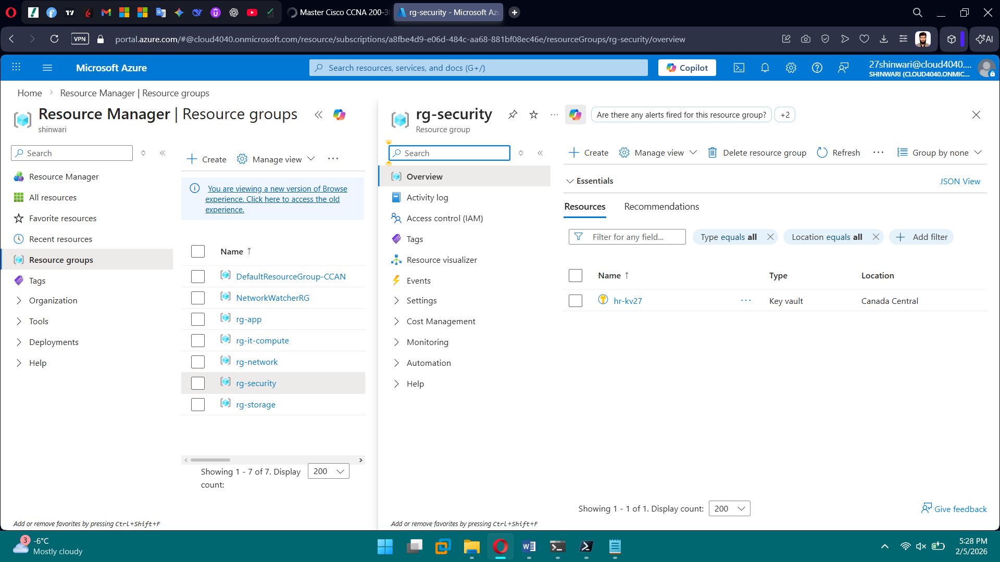 Master Cisco CCNA 200-30
rg-security - Microsoft Azu
VPN
portal.azure.com/#@cloud4040.onmicrosoft.com/resource/subscriptions/a8fbe4d9-e06d-484c-aa68-881bf08ec46e/resourceGroups/rg-security/overview
AI
Microsoft Azure
Search resources, services, and docs (G+/)
Copilot
27shinwari@cloud4040....
SHINWARI (CLOUD4040.ONMIC...
Home
Resource Manager | Resource groups
Resource Manager | Resource groups
shinwari
Search
Resource Manager
All resources
Favorite resources
Recent resources
Resource groups
Tags
Organization
Tools
Deployments
Help
Add or remove favorites by pressing Ctrl+Shift+F
Create
Manage view
You are viewing a new version of Browse
experience. Click here to access the old
experience.
Name ↑
DefaultResourceGroup-CCAN
NetworkWatcherRG
rg-app
rg-it-compute
rg-network
rg-security
rg-storage
Showing 1 - 7 of 7. Display
count:
200
rg-security
Resource group
Are there any alerts fired for this resource group?
+2
Search
Overview
Activity log
Access control (IAM)
Tags
Resource visualizer
Events
Settings
Cost Management
Monitoring
Automation
Help
Add or remove favorites by pressing Ctrl+Shift+F
Create
Manage view
Delete resource group
Refresh
Group by none
Essentials
JSON View
Resources
Recommendations
Filter for any field...
Type equals all
Location equals all
Add filter
Name ↑
Type
Location
hr-kv27
Key vault
Canada Central
Showing 1 - 1 of 1. Display count:
200
Give feedback
3
-6°C
Mostly cloudy
5:28 PM
2/5/2026